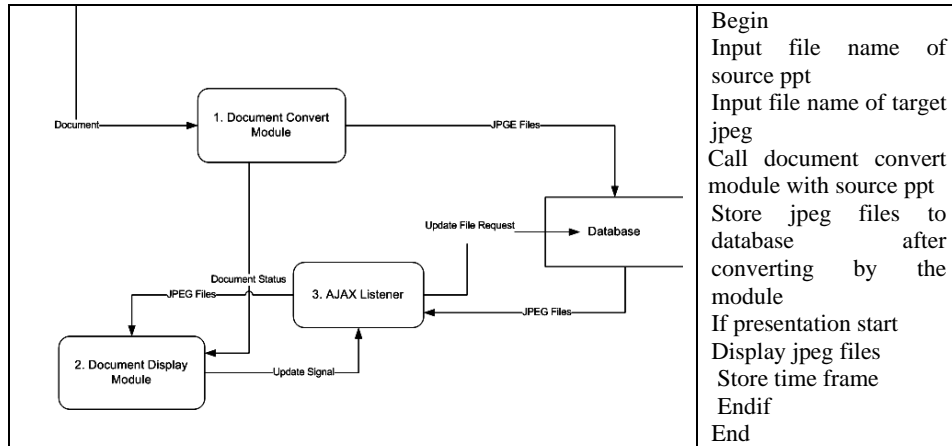 Document
1. Document Convert
Module
JPGE Files
Update File Request
Database
Document Status
JPEG Files
3. AJAX Listener
JPEG Files
2. Document Display
Module
Update Signal
Begin
Input file name of
source ppt
Input file name of target
jpeg
Call document convert
module with source ppt
Store jpeg files to
database after
converting by the
module
If presentation start
Display jpeg files
Store time frame
Endif
End